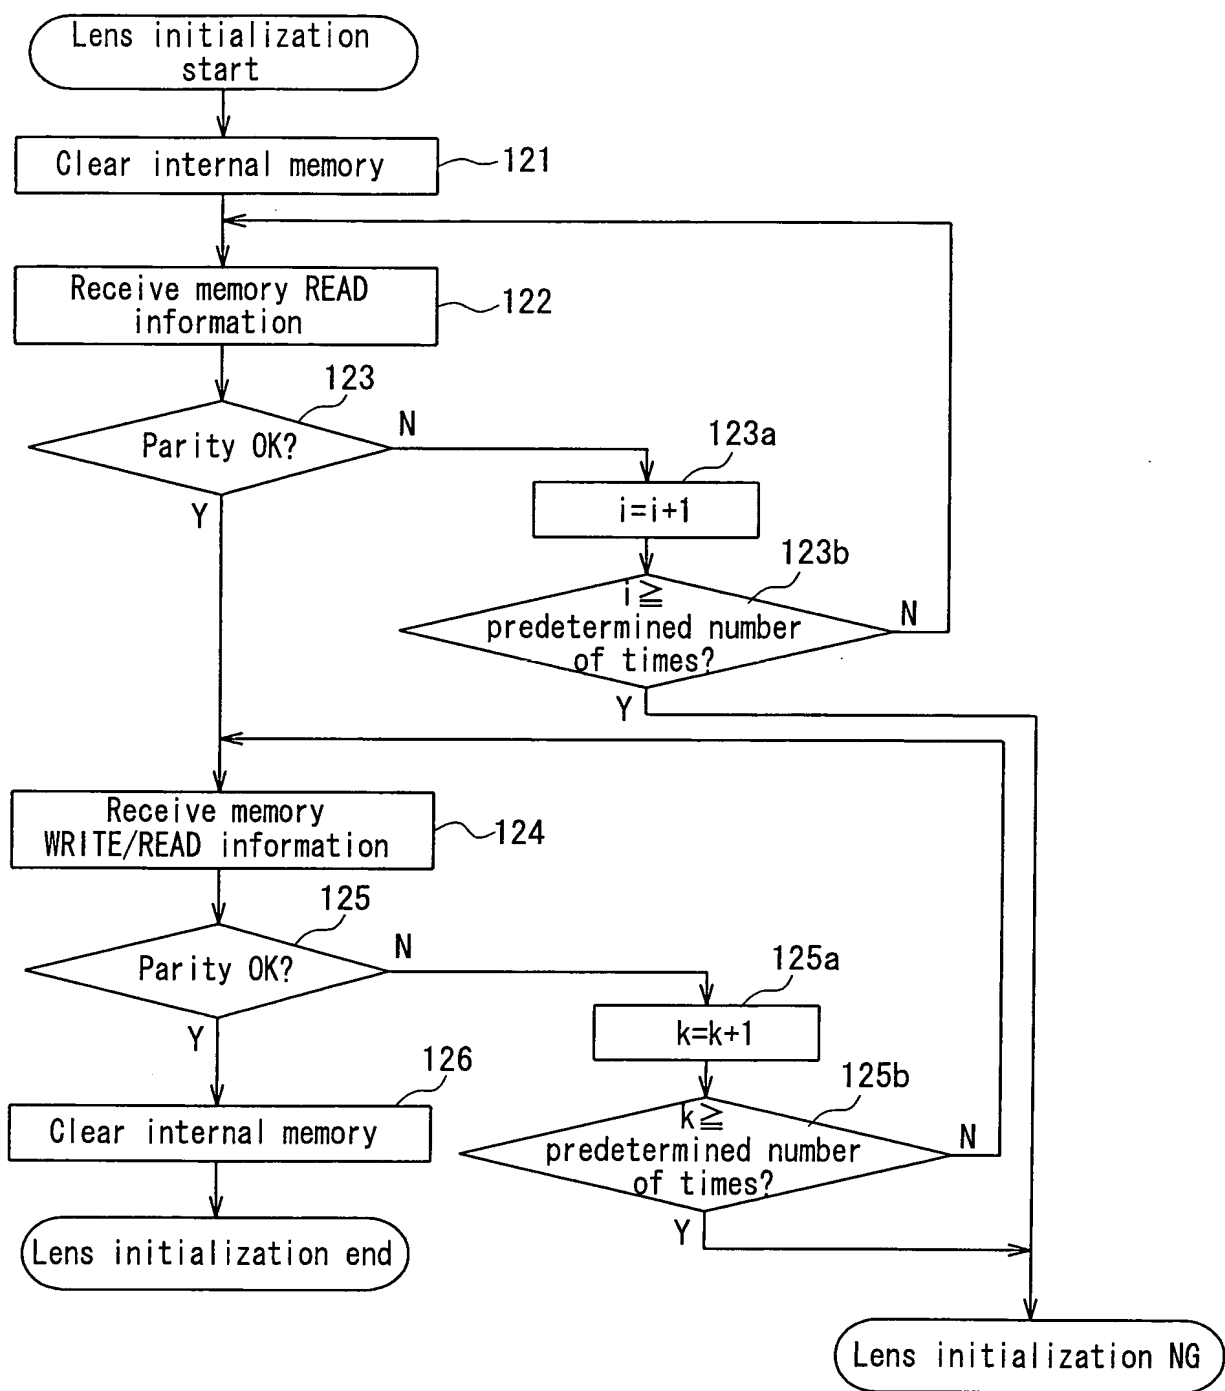 Lens initialization
start
Clear internal memory
121
Receive memory READ
information
122
123
Parity OK?
N
Y
123a
i=i+1
123b
i≧
predetermined number
of times?
N
Y
Receive memory
WRITE/READ information
124
125
Parity OK?
N
Y
125a
k=k+1
125b
k≧
predetermined number
of times?
N
Y
126
Clear internal memory
Lens initialization end
Lens initialization NG